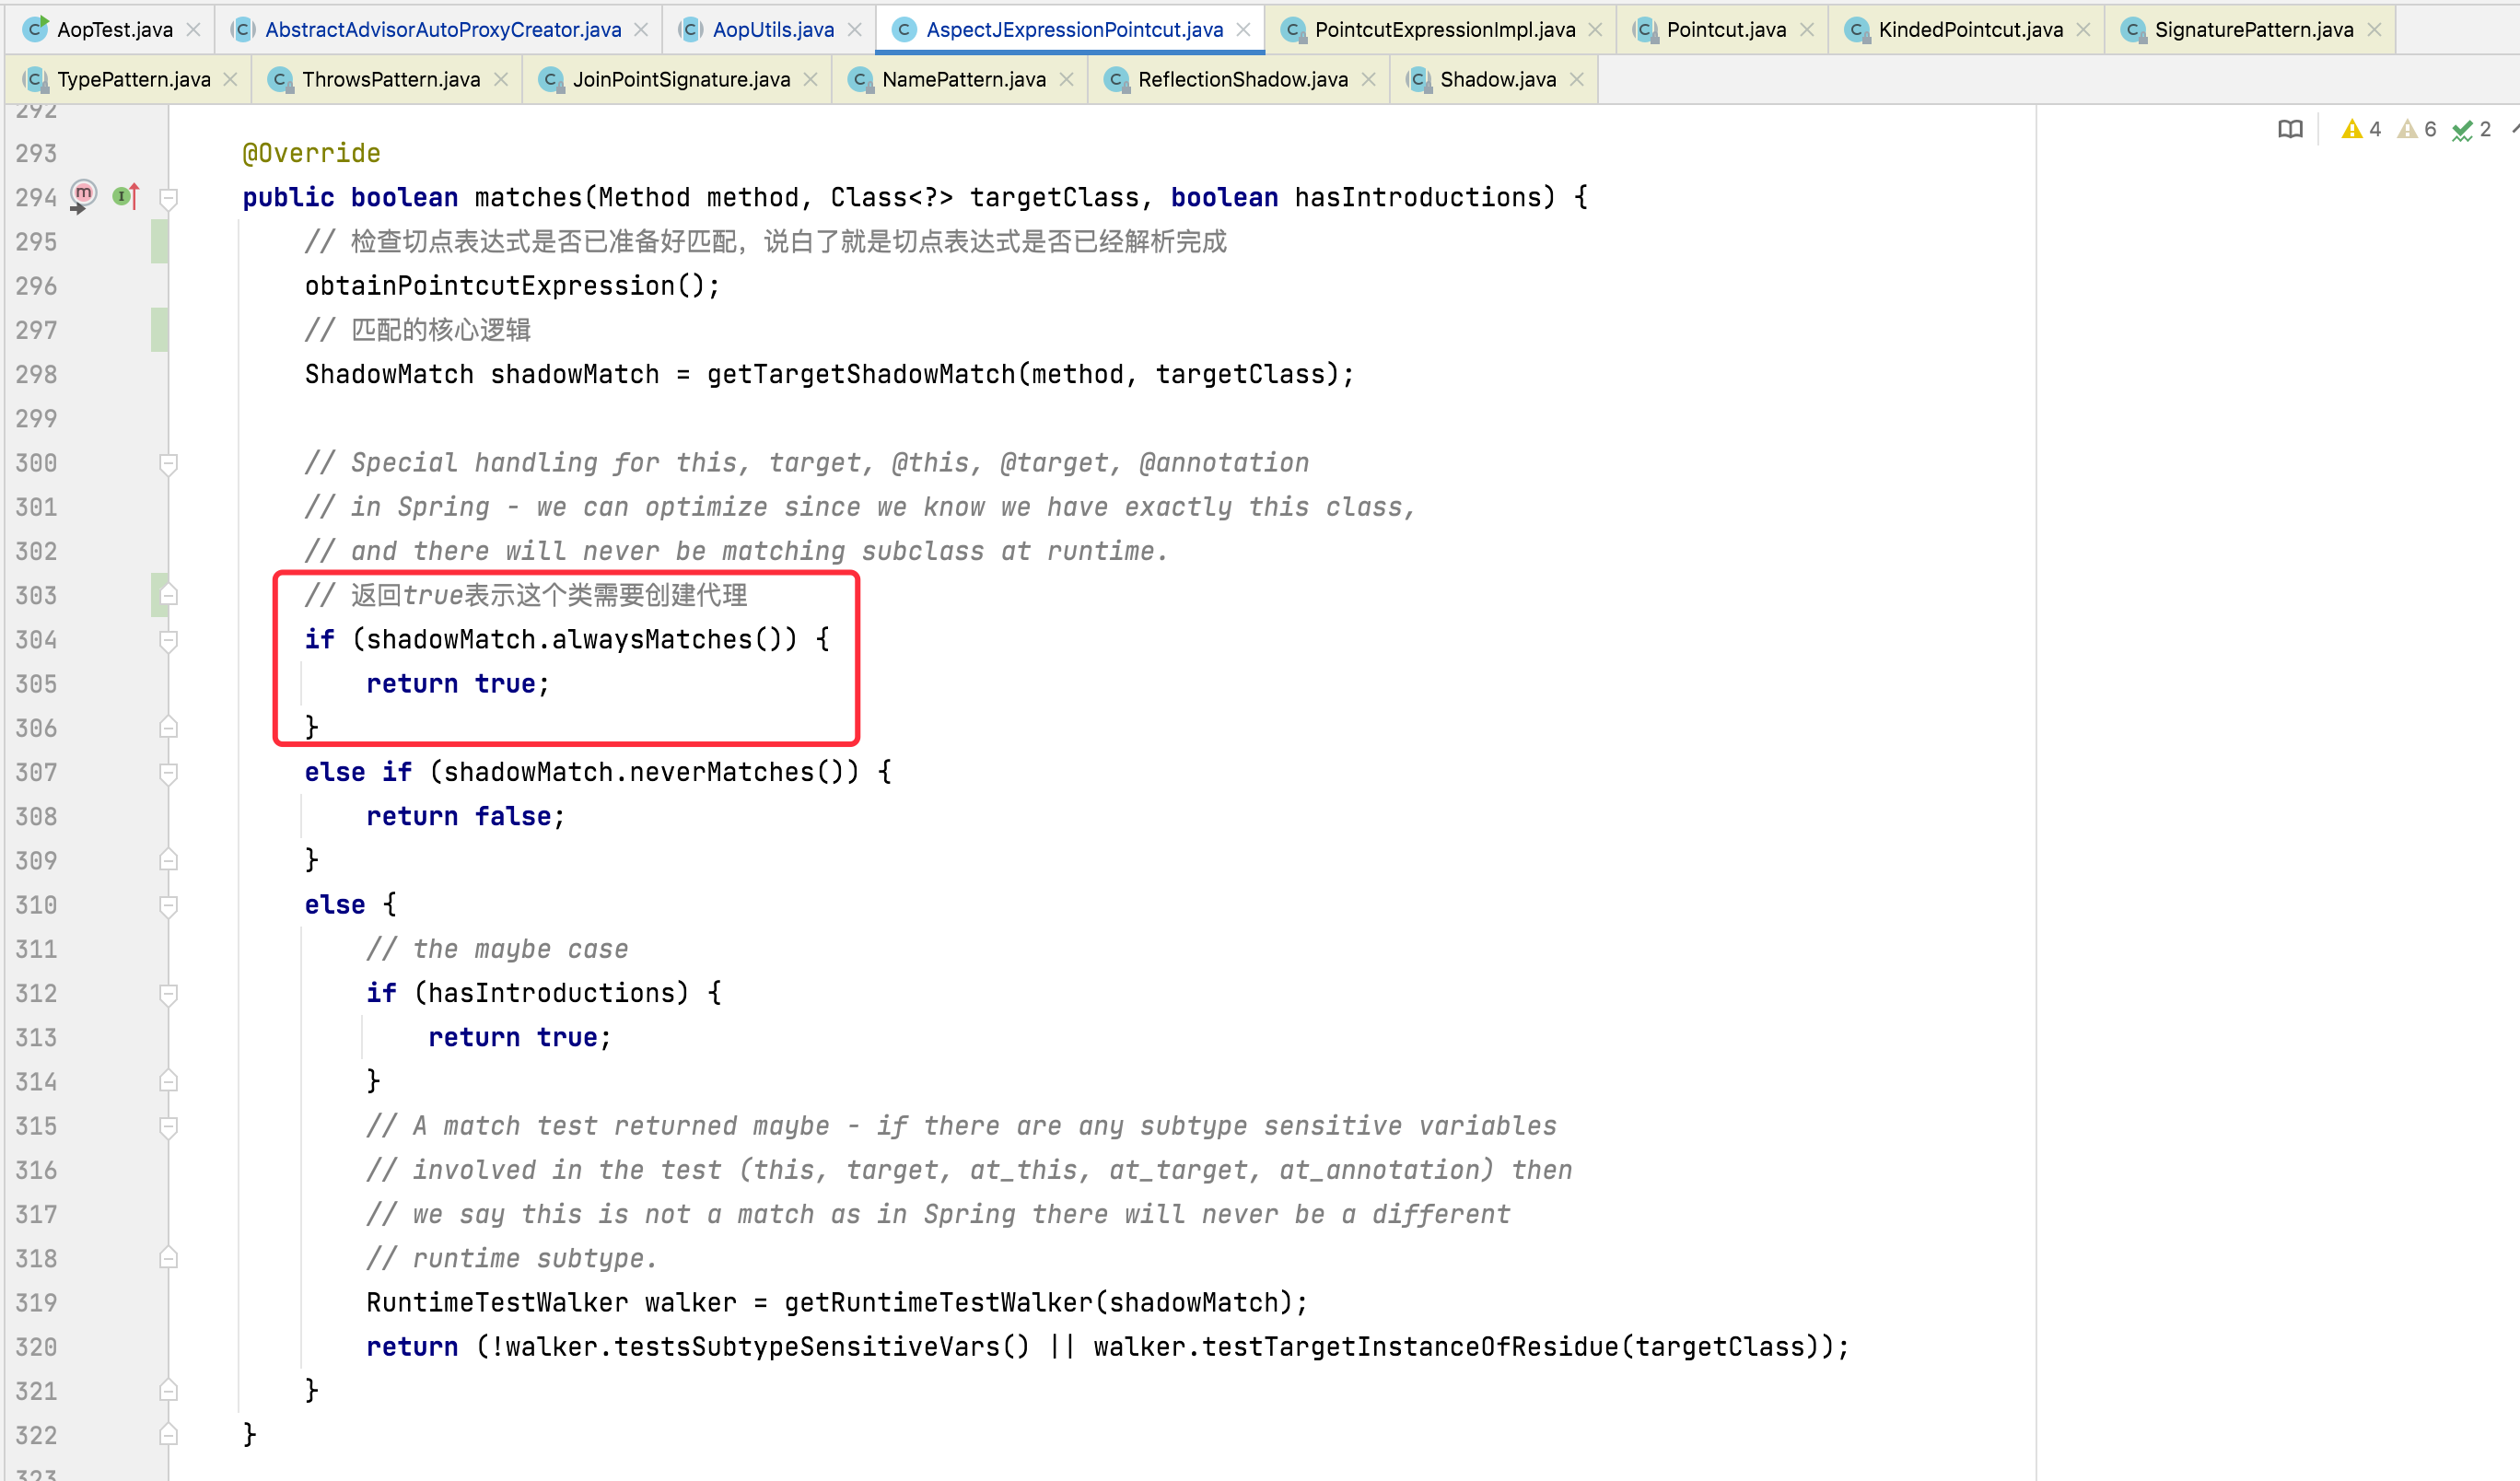 AopTest.java AbstractAdvisorAutoProxyCreator.java AopUtils.java AspectJExpressionPointcut.java PointcutExpressionImpl.java Pointcut.java KindedPointcut.java SignaturePattern.java
TypePattern.java ThrowsPattern.java JoinPointSignature.java NamePattern.java ReflectionShadow.java Shadow.java
292
4 6 2
293 @Override
294 public boolean matches(Method method, Class<?> targetClass, boolean hasIntroductions) {
295 // 检查切点表达式是否已准备好匹配，说白了就是切点表达式是否已经解析完成
296 obtainPointcutExpression();
297 // 匹配的核心逻辑
298 ShadowMatch shadowMatch = getTargetShadowMatch(method, targetClass);
299
300 // Special handling for this, target, @this, @target, @annotation
301 // in Spring - we can optimize since we know we have exactly this class,
302 // and there will never be matching subclass at runtime.
303 // 返回true表示这个类需要创建代理
304 if (shadowMatch.alwaysMatches()) {
305 return true;
306 }
307 else if (shadowMatch.neverMatches()) {
308 return false;
309 }
310 else {
311 // the maybe case
312 if (hasIntroductions) {
313 return true;
314 }
315 // A match test returned maybe - if there are any subtype sensitive variables
316 // involved in the test (this, target, at_this, at_target, at_annotation) then
317 // we say this is not a match as in Spring there will never be a different
318 // runtime subtype.
319 RuntimeTestWalker walker = getRuntimeTestWalker(shadowMatch);
320 return (!walker.testsSubtypeSensitiveVars() || walker.testTargetInstanceOfResidue(targetClass));
321 }
322 }
323